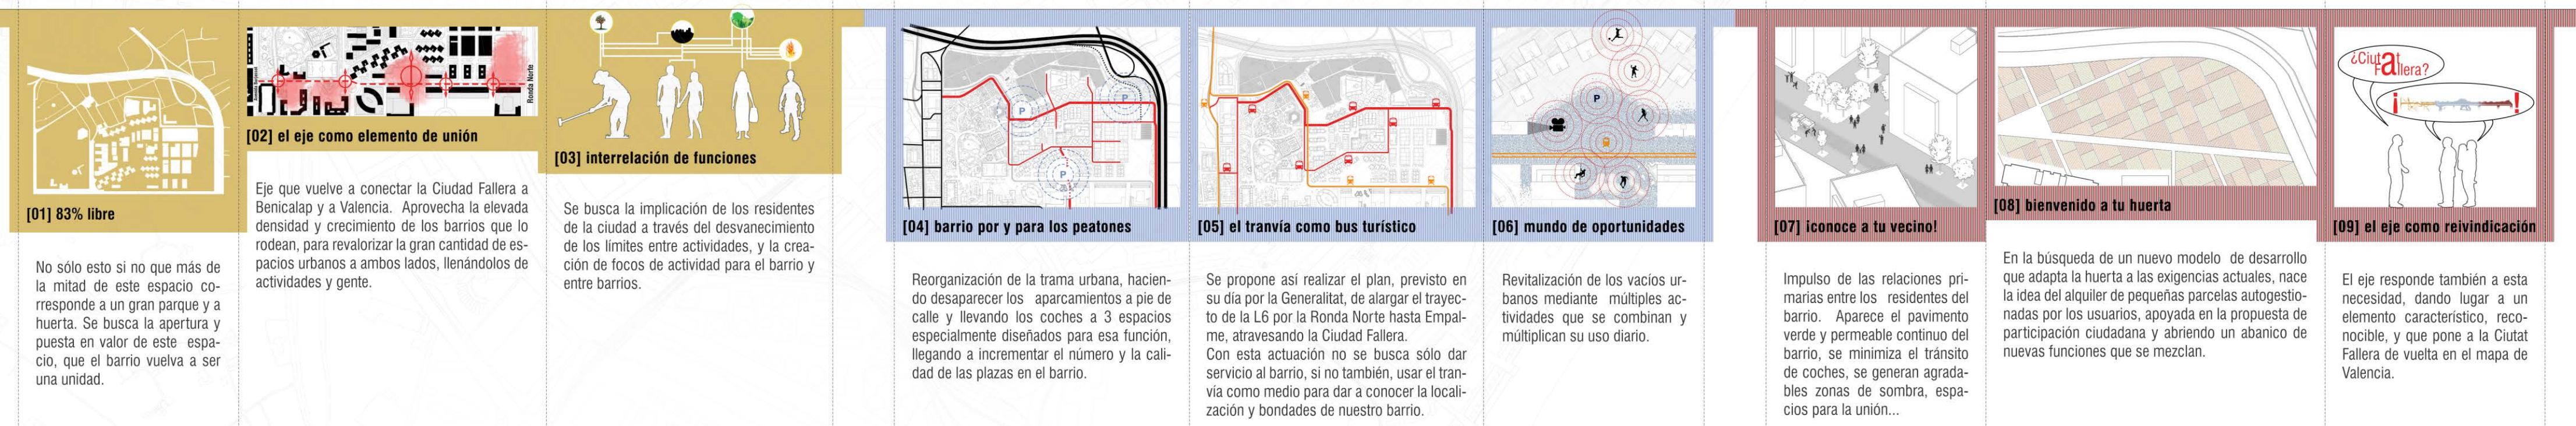 [01] 83% libre
No sólo esto si no que más de
la mitad de este espacio co-
rresponde a un gran parque y a
huerta. Se busca la apertura y
puesta en valor de este espa-
cio, que el barrio vuelva a ser
una unidad.
Ronda Norte
[02] el eje como elemento de unión
Eje que vuelve a conectar la Ciudad Fallera a
Benicalap y a Valencia. Aprovecha la elevada
densidad y crecimiento de los barrios que lo
rodean, para revalorizar la gran cantidad de es-
pacios urbanos a ambos lados, llenándolos de
actividades y gente.
[03] interrelación de funciones
Se busca la implicación de los residentes
de la ciudad a través del desvanecimiento
de los límites entre actividades, y la crea-
ción de focos de actividad para el barrio y
entre barrios.
P
P
P
[04] barrio por y para los peatones
Reorganización de la trama urbana, hacien-
do desaparecer los aparcamientos a pie de
calle y llevando los coches a 3 espacios
especialmente diseñados para esa función,
llegando a incrementar el número y la cali-
dad de las plazas en el barrio.
[05] el tranvía como bus turístico
Se propone así realizar el plan, previsto en
su día por la Generalitat, de alargar el trayec-
to de la L6 por la Ronda Norte hasta Empal-
me, atravesando la Ciudad Fallera.
Con esta actuación no se busca sólo dar
servicio al barrio, si no también, usar el tran-
vía como medio para dar a conocer la locali-
zación y bondades de nuestro barrio.
P
[06] mundo de oportunidades
Revitalización de los vacíos ur-
banos mediante múltiples ac-
tividades que se combinan y
múltiplican su uso diario.
[07] ¡conoce a tu vecino!
Impulso de las relaciones pri-
marias entre los residentes del
barrio. Aparece el pavimento
verde y permeable continuo del
barrio, se minimiza el tránsito
de coches, se generan agrada-
bles zonas de sombra, espa-
cios para la unión...
[08] bienvenido a tu huerta
En la búsqueda de un nuevo modelo de desarrollo
que adapta la huerta a las exigencias actuales, nace
la idea del alquiler de pequeñas parcelas autogestio-
nadas por los usuarios, apoyada en la propuesta de
participación ciudadana y abriendo un abanico de
nuevas funciones que se mezclan.
¿Ciutat
Fallera?
¡ !
[09] el eje como reivindicación
El eje responde también a esta
necesidad, dando lugar a un
elemento característico, reco-
nocible, y que pone a la Ciutat
Fallera de vuelta en el mapa de
Valencia.